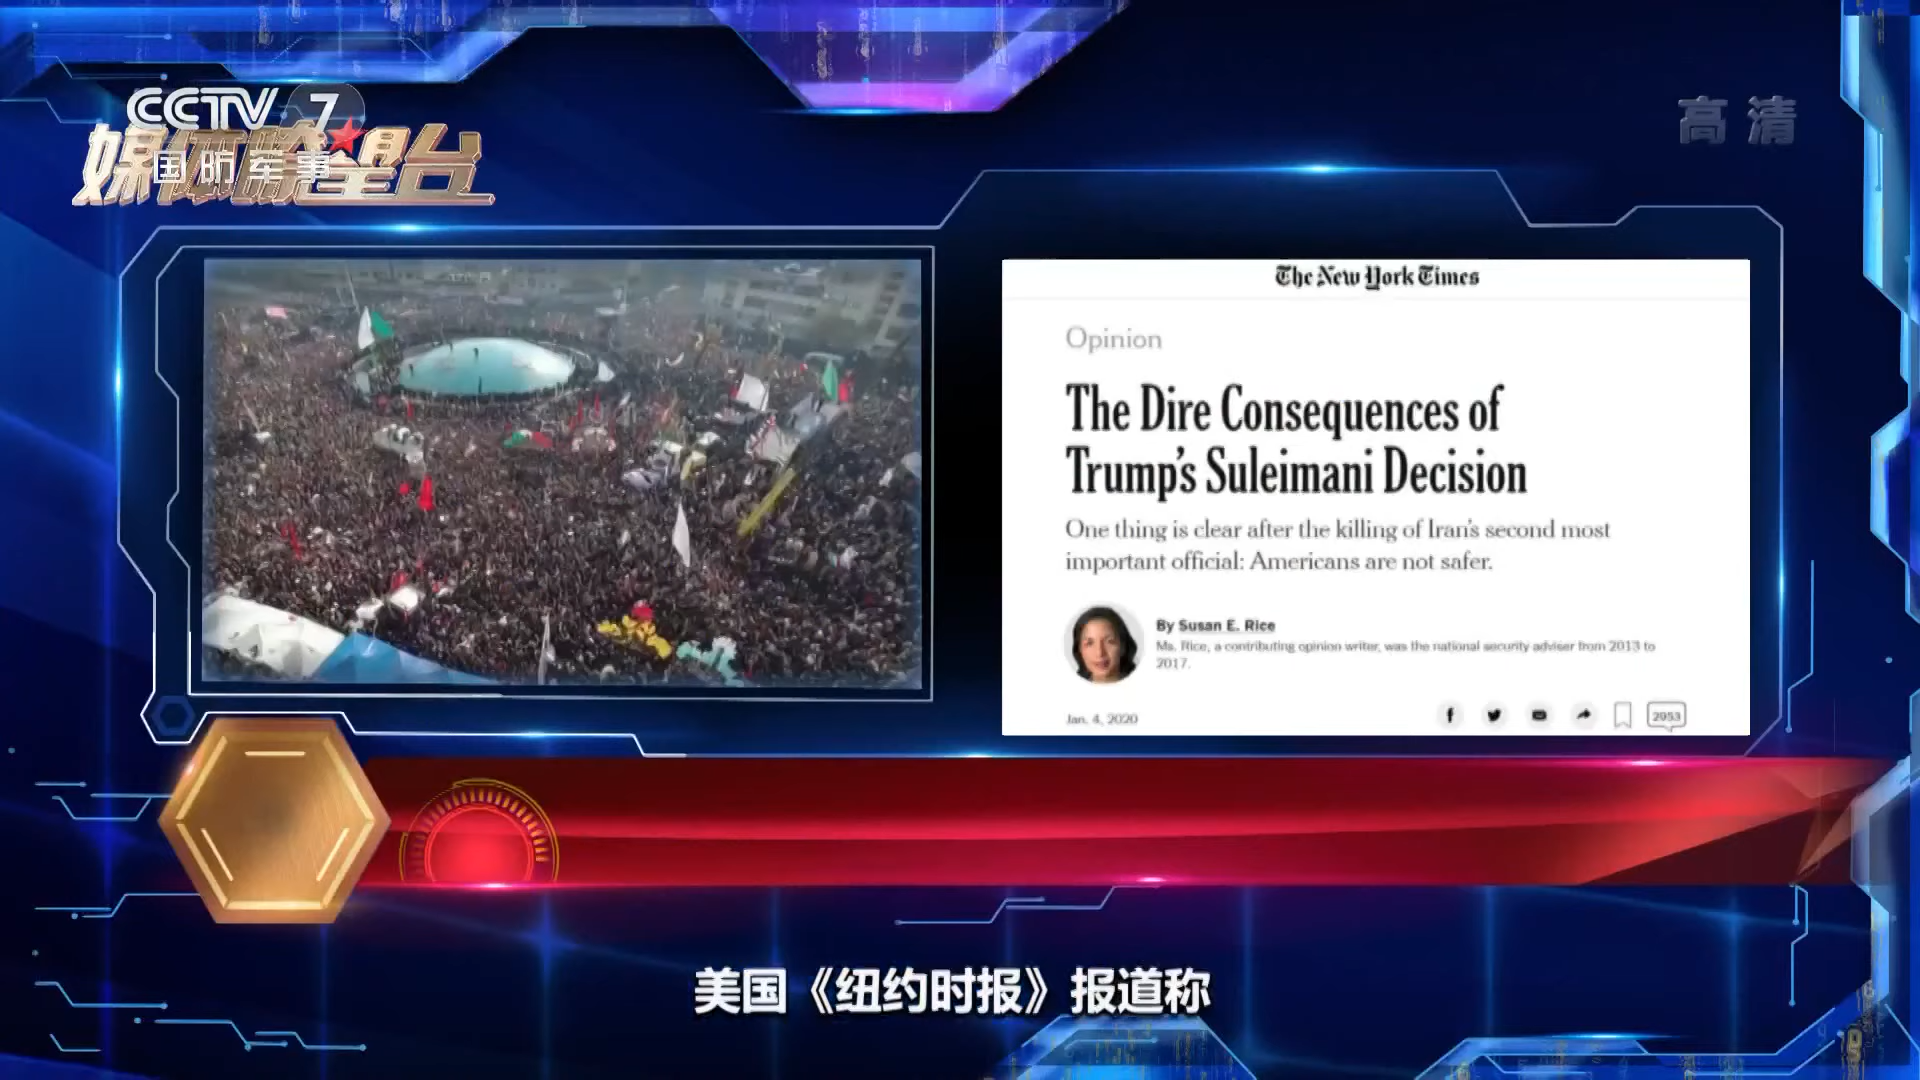 CCTV 7
国防军事
媒体瞭望台
高清
The New York Times
Opinion
The Dire Consequences of
Trump's Suleimani Decision
One thing is clear after the killing of Iran's second most
important official: Americans are not safer.
By Susan E. Rice
Ms. Rice, a contributing opinion writer, was the national security adviser from 2013 to
2017.
Jan. 4, 2020
2953
美国《纽约时报》报道称